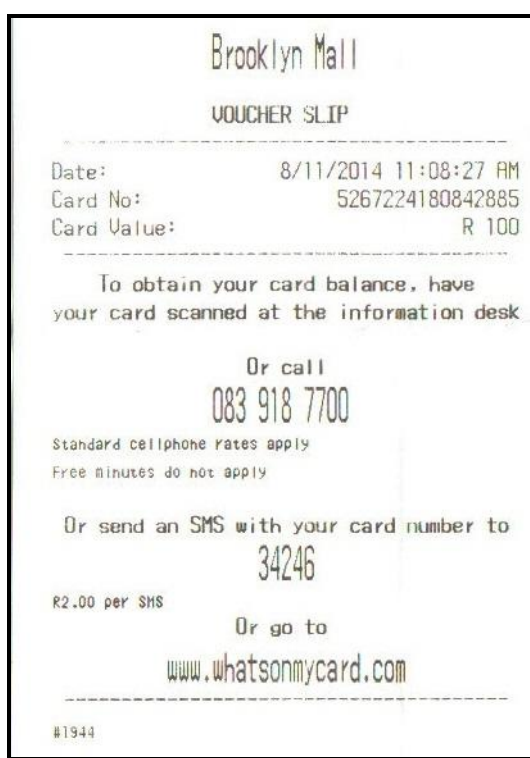 Brooklyn Mall
VOUCHER SLIP
Date: 8/11/2014 11:08:27 AM
Card No: 5267224180842885
Card Value: R 100
To obtain your card balance, have
your card scanned at the information desk
Or call
083 918 7700
Standard cellphone rates apply
Free minutes do not apply
Or send an SMS with your card number to
34246
R2.00 per SMS
Or go to
www.whatsonmycard.com
#1944